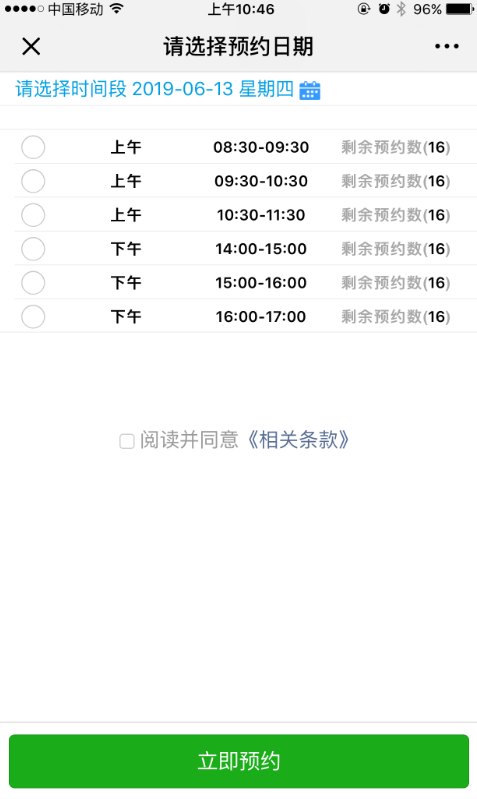 中国移动 上午10:46 96%
请选择预约日期
请选择时间段 2019-06-13 星期四
上午 08:30-09:30 剩余预约数(16)
上午 09:30-10:30 剩余预约数(16)
上午 10:30-11:30 剩余预约数(16)
下午 14:00-15:00 剩余预约数(16)
下午 15:00-16:00 剩余预约数(16)
下午 16:00-17:00 剩余预约数(16)
阅读并同意《相关条款》
立即预约